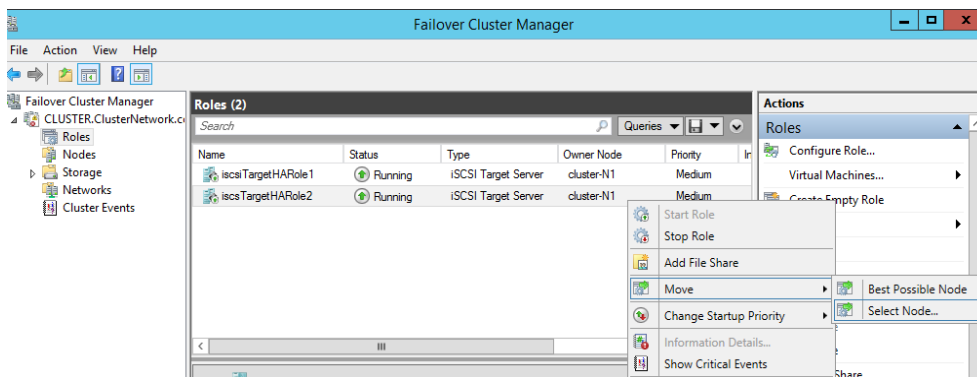 Failover Cluster Manager
File Action View Help
Failover Cluster Manager
CLUSTER.ClusterNetwork.c
Roles
Nodes
Storage
Networks
Cluster Events
Roles (2)
Search
Queries
Name Status Type Owner Node Priority In
iscsiTargetHARole1 Running iSCSI Target Server cluster-N1 Medium
iscsTargetHARole2 Running iSCSI Target Server cluster-N1 Medium
Start Role
Stop Role
Add File Share
Move
Change Startup Priority
Information Details...
Show Critical Events
Best Possible Node
Select Node...
Actions
Roles
Configure Role...
Virtual Machines...
Create Empty Role
Share